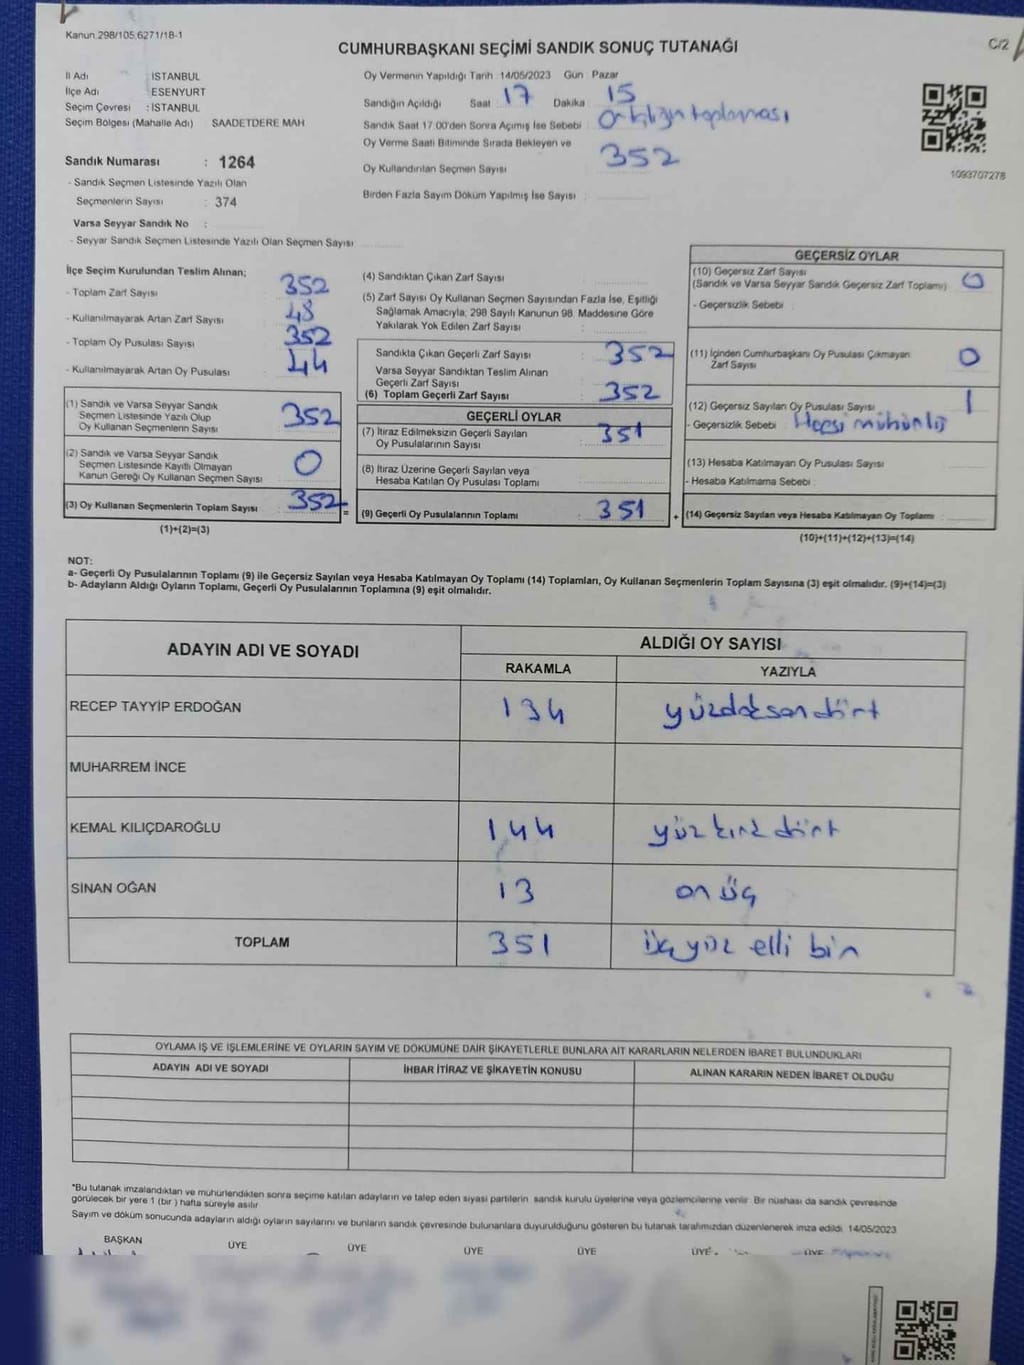 Kanun 298/105,6271/18-1
C/2
CUMHURBAŞKANI SEÇİMİ SANDIK SONUÇ TUTANAĞI
İl Adı İSTANBUL
İlçe Adı : ESENYURT
Seçim Çevresi : İSTANBUL
Seçim Bölgesi (Mahalle Adı) SAADETDERE MAH
Sandık Numarası : 1264
- Sandık Seçmen Listesinde Yazılı Olan
Seçmenlerin Sayısı : 374
Varsa Seyyar Sandık No :
- Seyyar Sandık Seçmen Listesinde Yazılı Olan Seçmen Sayısı
Oy Vermenin Yapıldığı Tarih : 14/05/2023 Gün : Pazar
Sandığın Açıldığı Saat 17 Dakika 15
Sandık Saat 17.00'den Sonra Açımış İse Sebebi : toplanması
Oy Verme Saati Bitiminde Sırada Bekleyen ve
Oy Kullandırılan Seçmen Sayısı 352
Birden Fazla Sayım Döküm Yapılmış İse Sayısı :
1093707278
İlçe Seçim Kurulundan Teslim Alınan;
- Toplam Zarf Sayısı : 352
- Kullanılmayarak Artan Zarf Sayısı : 48
- Toplam Oy Pusulası Sayısı : 352
- Kullanılmayarak Artan Oy Pusulası : 44
(1) Sandık ve Varsa Seyyar Sandık
Seçmen Listesinde Yazılı Olup
Oy Kullanan Seçmenlerin Sayısı : 352
(2) Sandık ve Varsa Seyyar Sandık
Seçmen Listesinde Kayıtlı Olmayan
Kanun Gereği Oy Kullanan Seçmen Sayısı : 0
(3) Oy Kullanan Seçmenlerin Toplam Sayısı : 352 =
(1)+(2)=(3)
(4) Sandıktan Çıkan Zarf Sayısı :
(5) Zarf Sayısı Oy Kullanan Seçmen Sayısından Fazla İse, Eşitliği
Sağlamak Amacıyla, 298 Sayılı Kanunun 98. Maddesine Göre
Yakılarak Yok Edilen Zarf Sayısı :
Sandıkta Çıkan Geçerli Zarf Sayısı : 352
Varsa Seyyar Sandıktan Teslim Alınan
Geçerli Zarf Sayısı :
(6) Toplam Geçerli Zarf Sayısı : 352
GEÇERLİ OYLAR
(7) İtiraz Edilmeksizin Geçerli Sayılan
Oy Pusulalarının Sayısı : 351
(8) İtiraz Üzerine Geçerli Sayılan veya
Hesaba Katılan Oy Pusulası Toplamı :
(9) Geçerli Oy Pusulalarının Toplamı : 351 +
GEÇERSİZ OYLAR
(10) Geçersiz Zarf Sayısı
(Sandık ve Varsa Seyyar Sandık Geçersiz Zarf Toplamı) : 0
- Geçersizlik Sebebi :
(11) İçinden Cumhurbaşkanı Oy Pusulası Çıkmayan
Zarf Sayısı : 0
(12) Geçersiz Sayılan Oy Pusulası Sayısı : 1
- Geçersizlik Sebebi : Hepsi mühürlü
(13) Hesaba Katılmayan Oy Pusulası Sayısı :
- Hesaba Katılmama Sebebi :
(14) Geçersiz Sayılan veya Hesaba Katılmayan Oy Toplamı :
(10)+(11)+(12)+(13)=(14)
NOT:
a- Geçerli Oy Pusulalarının Toplamı (9) ile Geçersiz Sayılan veya Hesaba Katılmayan Oy Toplamı (14) Toplamları, Oy Kullanan Seçmenlerin Toplam Sayısına (3) eşit olmalıdır. (9)+(14)=(3)
b- Adayların Aldığı Oyların Toplamı, Geçerli Oy Pusulalarının Toplamına (9) eşit olmalıdır.
ADAYIN ADI VE SOYADI ALDIĞI OY SAYISI
RAKAMLA YAZIYLA
RECEP TAYYİP ERDOĞAN 194 yüzdoksandört
MUHARREM İNCE
KEMAL KILIÇDAROĞLU 144 yüz kırk dört
SİNAN OĞAN 13 on üç
TOPLAM 351 üçyüz elli bir
OYLAMA İŞ VE İŞLEMLERİNE VE OYLARIN SAYIM VE DÖKÜMÜNE DAİR ŞİKAYETLERLE BUNLARA AİT KARARLARIN NELERDEN İBARET BULUNDUKLARI
ADAYIN ADI VE SOYADI İHBAR İTİRAZ VE ŞİKAYETİN KONUSU ALINAN KARARIN NEDEN İBARET OLDUĞU
*Bu tutanak imzalandıktan ve mühürlendikten sonra seçime katılan adayların ve talep eden siyasi partilerin sandık kurulu üyelerine veya gözlemcilerine verilir. Bir nüshası da sandık çevresinde
görülecek bir yere 1 (bir) hafta süreyle asılır
Sayım ve döküm sonucunda adayların aldığı oyların sayılarını ve bunların sandık çevresinde bulunanlara duyurulduğunu gösteren bu tutanak tarafımızdan düzenlenerek imza edildi. 14/05/2023
BAŞKAN ÜYE ÜYE ÜYE ÜYE ÜYE ÜYE